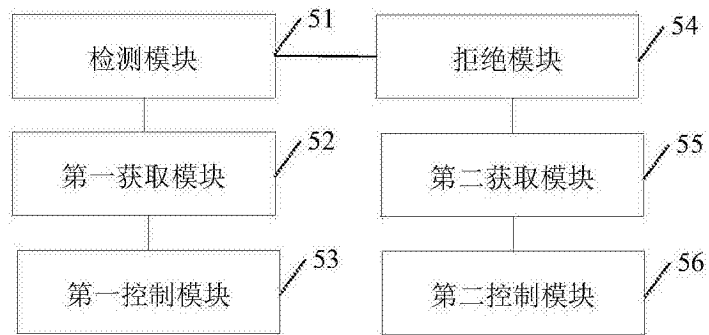 51
54
检测模块
拒绝模块
52
55
第一获取模块
第二获取模块
53
56
第一控制模块
第二控制模块